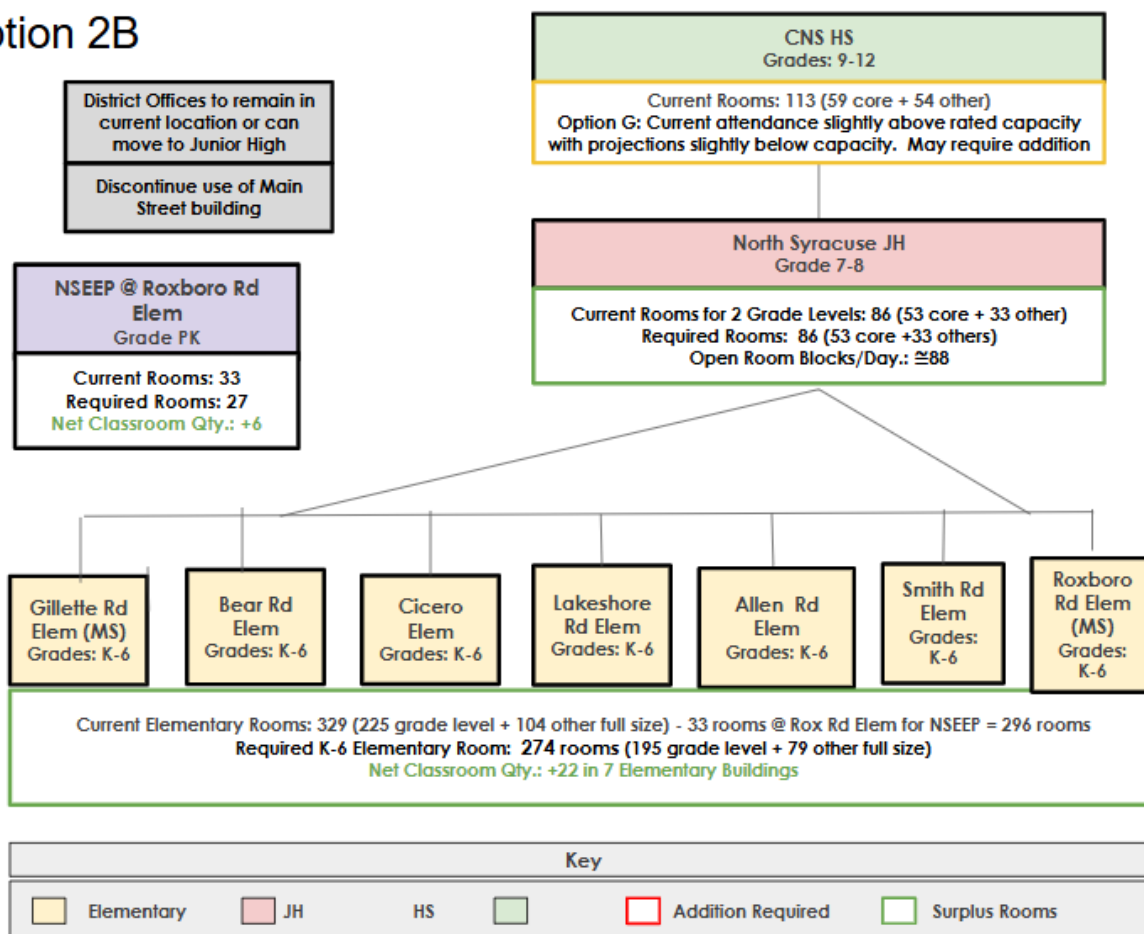 ption 2B
CNS HS
Grades: 9-12
Current Rooms: 113 (59 core + 54 other)
Option G: Current attendance slightly above rated capacity
with projections slightly below capacity. May require addition
District Offices to remain in
current location or can
move to Junior High
Discontinue use of Main
Street building
North Syracuse JH
Grade 7-8
Current Rooms for 2 Grade Levels: 86 (53 core + 33 other)
Required Rooms: 86 (53 core +33 others)
Open Room Blocks/Day.: ≅88
NSEEP @ Roxboro Rd
Elem
Grade PK
Current Rooms: 33
Required Rooms: 27
Net Classroom Qty.: +6
Gillette Rd
Elem (MS)
Grades: K-6
Bear Rd
Elem
Grades: K-6
Cicero
Elem
Grades: K-6
Lakeshore
Rd Elem
Grades: K-6
Allen Rd
Elem
Grades: K-6
Smith Rd
Elem
Grades:
K-6
Roxboro
Rd Elem
(MS)
Grades:
K-6
Current Elementary Rooms: 329 (225 grade level + 104 other full size) - 33 rooms @ Rox Rd Elem for NSEEP = 296 rooms
Required K-6 Elementary Room: 274 rooms (195 grade level + 79 other full size)
Net Classroom Qty.: +22 in 7 Elementary Buildings
Key
Elementary JH HS Addition Required Surplus Rooms